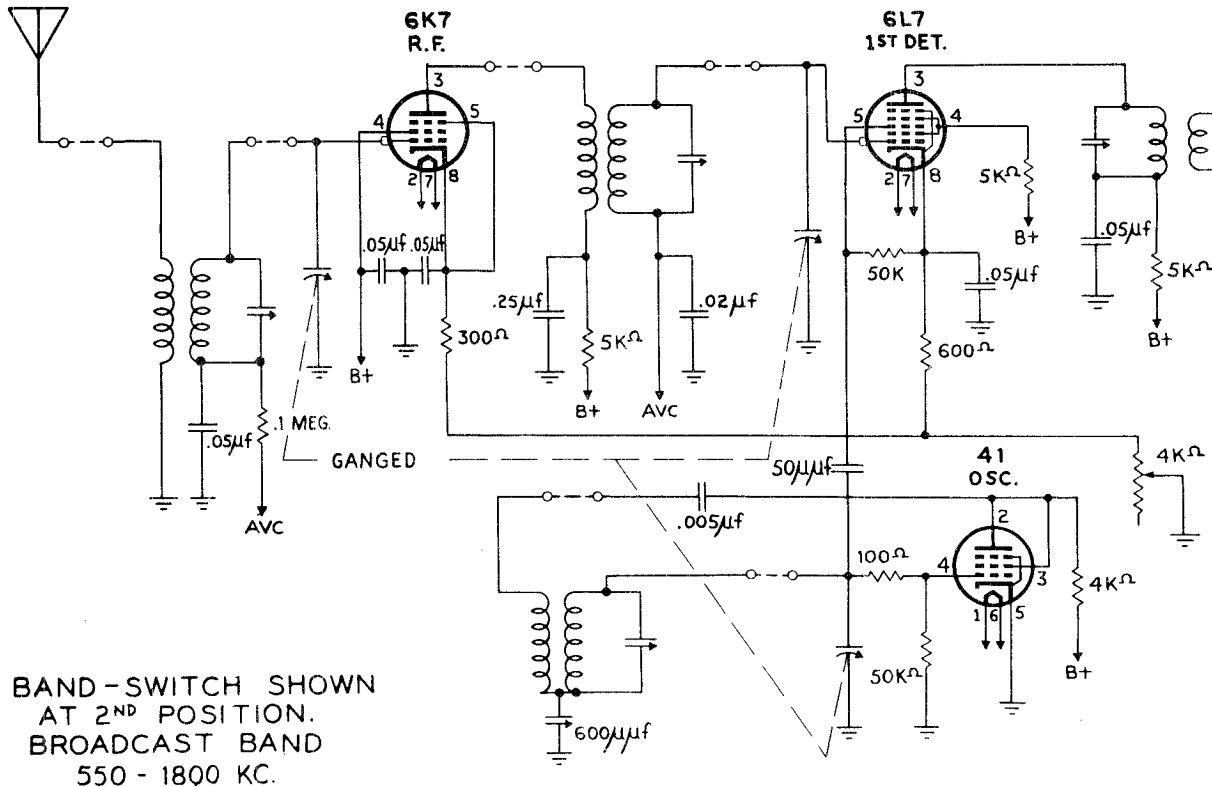 6K7
R.F.
6L7
1ST DET.
3
5
4
2
7
8
3
4
5
2
7
8
5KΩ
B+
.05µf
.05µf
50K
.05µf
.05µf
.25µf
.02µf
300Ω
5KΩ
600Ω
5KΩ
B+
B+
B+
AVC
.05µf
.1 MEG.
AVC
GANGED
50µµf
41
OSC.
4KΩ
.005µf
2
100Ω
4
3
1
6
5
4KΩ
50KΩ
B+
600µµf
BAND-SWITCH SHOWN
AT 2ND POSITION.
BROADCAST BAND
550 - 1800 KC.